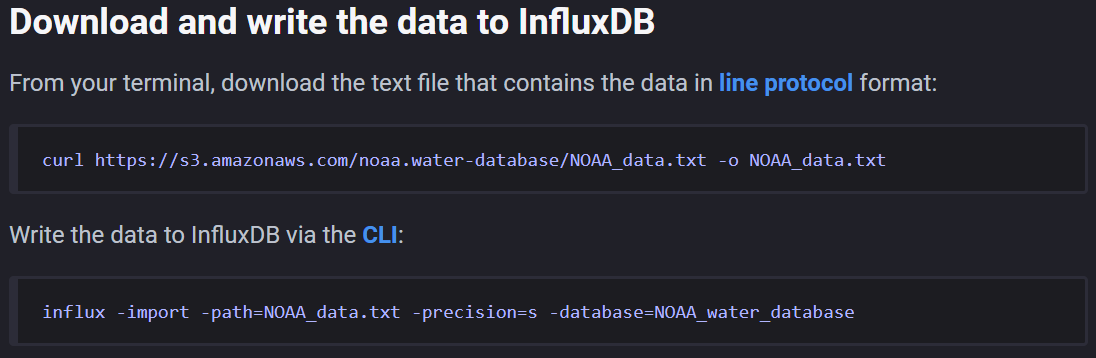 Download and write the data to InfluxDB
From your terminal, download the text file that contains the data in line protocol format:
curl https://s3.amazonaws.com/noaa.water-database/NOAA_data.txt -o NOAA_data.txt
Write the data to InfluxDB via the CLI:
influx -import -path=NOAA_data.txt -precision=s -database=NOAA_water_database